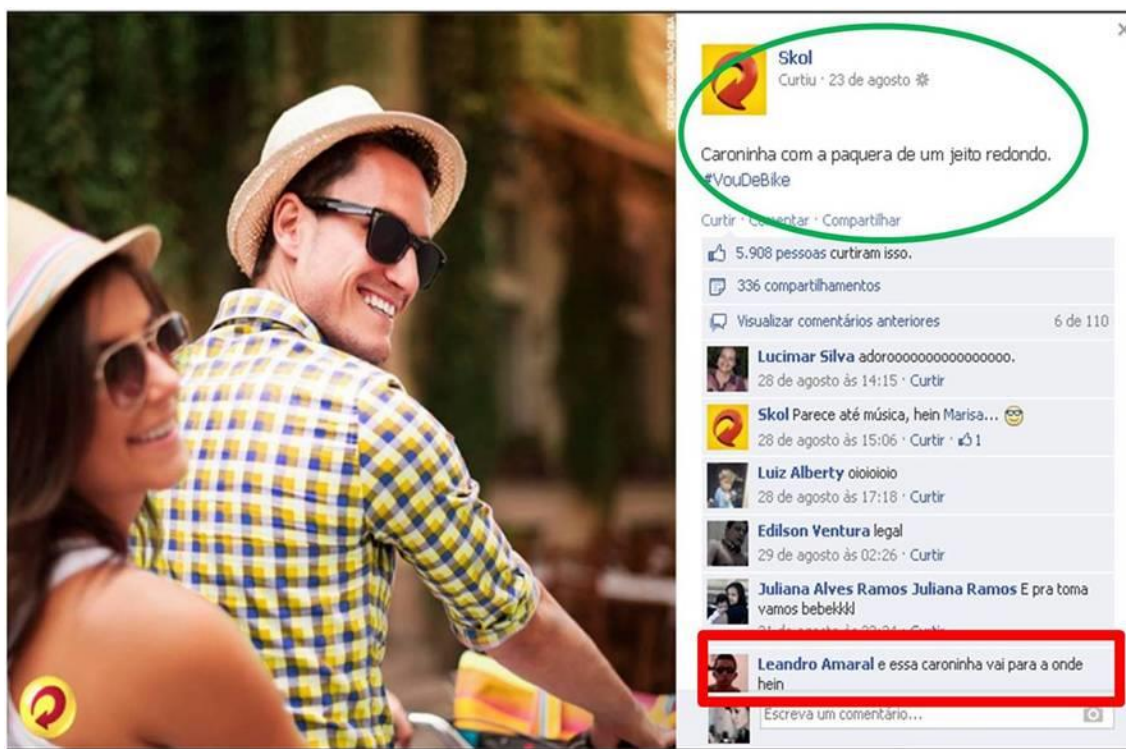 Skol
Curtiu · 23 de agosto
Caroninha com a paquera de um jeito redondo.
#VouDeBike
Curtir · Comentar · Compartilhar
5.908 pessoas curtiram isso.
336 compartilhamentos
Visualizar comentários anteriores 6 de 110
Lucimar Silva adorooooooooooooooooo.
28 de agosto às 14:15 · Curtir
Skol Parece até música, hein Marisa...
28 de agosto às 15:06 · Curtir · 1
Luiz Alberty oioioioio
28 de agosto às 17:18 · Curtir
Edilson Ventura legal
29 de agosto às 02:26 · Curtir
Juliana Alves Ramos Juliana Ramos E pra toma
vamos bebekkkl
Leandro Amaral e essa caroninha vai para a onde
hein
Escreva um comentário...